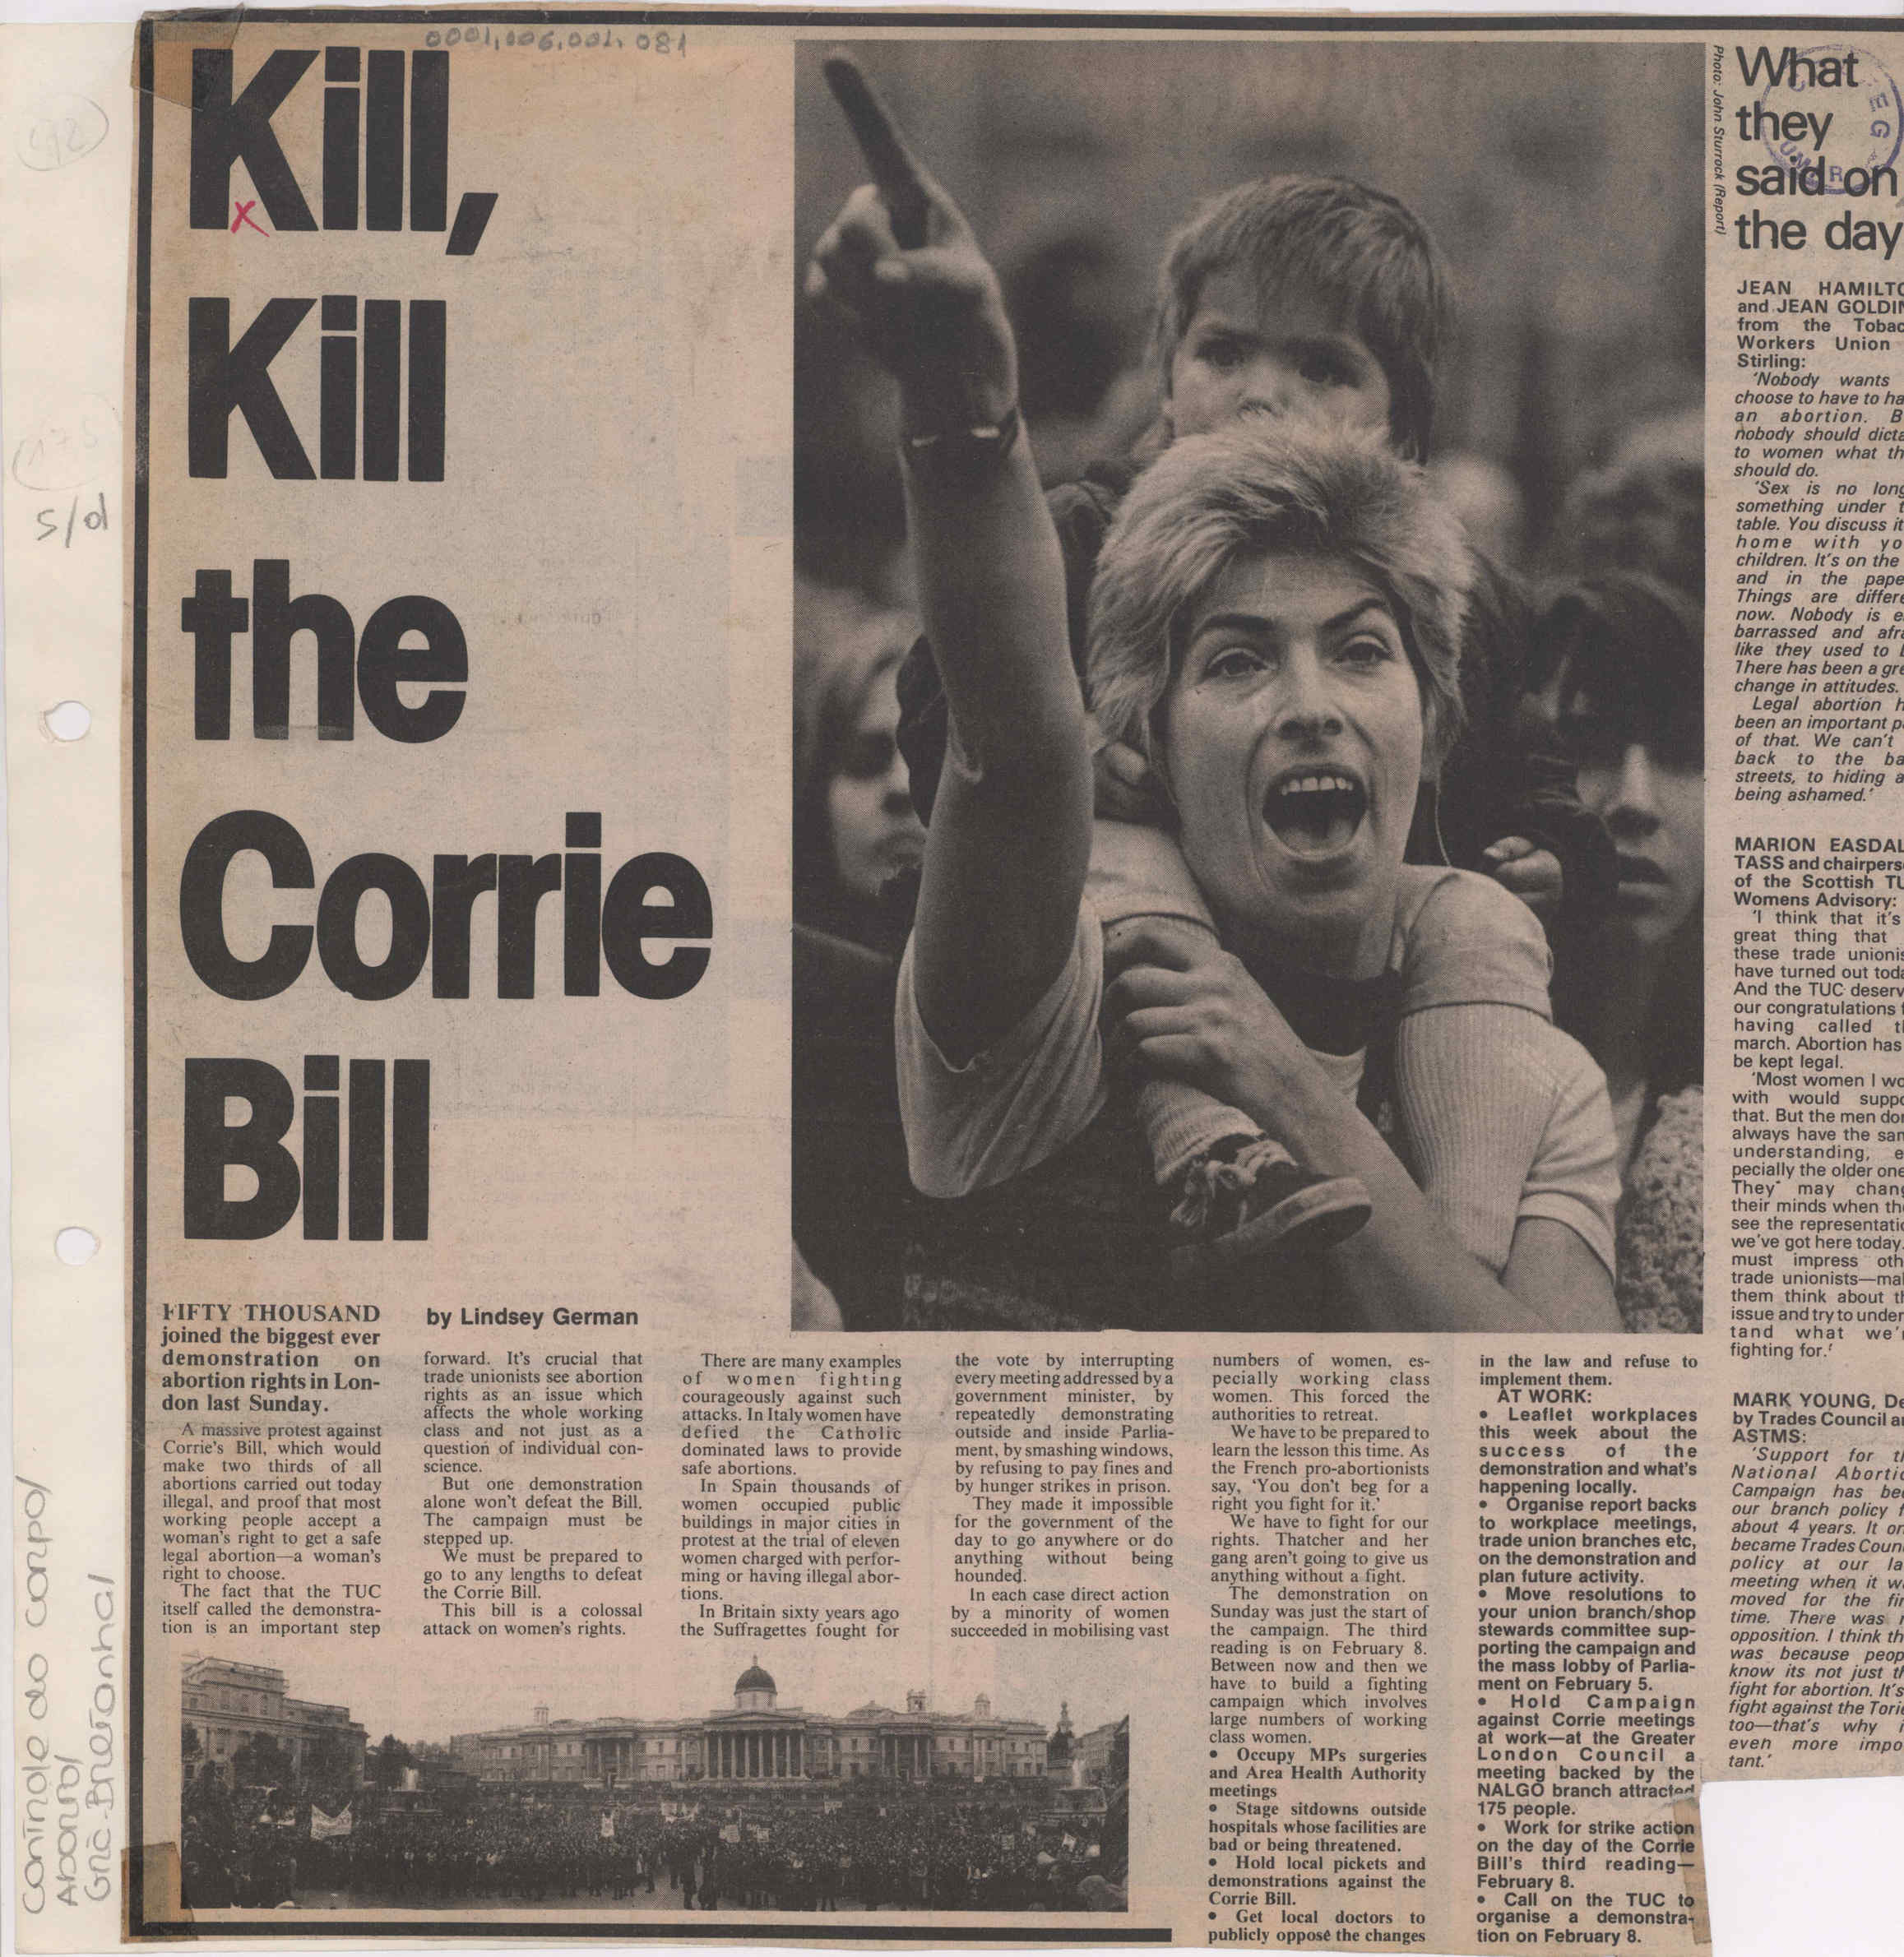 0001.006.001.081
Kill,
Kill
the
Corrie
Bill
FIFTY THOUSAND
joined the biggest ever
demonstration on
abortion rights in Lon-
don last Sunday.
A massive protest against
Corrie's Bill, which would
make two thirds of all
abortions carried out today
illegal, and proof that most
working people accept a
woman's right to get a safe
legal abortion—a woman's
right to choose.
The fact that the TUC
itself called the demonstra-
tion is an important step
by Lindsey German
forward. It's crucial that
trade unionists see abortion
rights as an issue which
affects the whole working
class and not just as a
question of individual con-
science.
But one demonstration
alone won't defeat the Bill.
The campaign must be
stepped up.
We must be prepared to
go to any lengths to defeat
the Corrie Bill.
This bill is a colossal
attack on women's rights.
There are many examples
of women fighting
courageously against such
attacks. In Italy women have
defied the Catholic
dominated laws to provide
safe abortions.
In Spain thousands of
women occupied public
buildings in major cities in
protest at the trial of eleven
women charged with perfor-
ming or having illegal abor-
tions.
In Britain sixty years ago
the Suffragettes fought for
the vote by interrupting
every meeting addressed by a
government minister, by
repeatedly demonstrating
outside and inside Parlia-
ment, by smashing windows,
by refusing to pay fines and
by hunger strikes in prison.
They made it impossible
for the government of the
day to go anywhere or do
anything without being
hounded.
In each case direct action
by a minority of women
succeeded in mobilising vast
numbers of women, es-
pecially working class
women. This forced the
authorities to retreat.
We have to be prepared to
learn the lesson this time. As
the French pro-abortionists
say, 'You don't beg for a
right you fight for it.'
We have to fight for our
rights. Thatcher and her
gang aren't going to give us
anything without a fight.
The demonstration on
Sunday was just the start of
the campaign. The third
reading is on February 8.
Between now and then we
have to build a fighting
campaign which involves
large numbers of working
class women.
• Occupy MPs surgeries
and Area Health Authority
meetings
• Stage sitdowns outside
hospitals whose facilities are
bad or being threatened.
• Hold local pickets and
demonstrations against the
Corrie Bill.
• Get local doctors to
publicly oppose the changes
in the law and refuse to
implement them.
AT WORK:
• Leaflet workplaces
this week about the
success of the
demonstration and what's
happening locally.
• Organise report backs
to workplace meetings,
trade union branches etc,
on the demonstration and
plan future activity.
• Move resolutions to
your union branch/shop
stewards committee sup-
porting the campaign and
the mass lobby of Parlia-
ment on February 5.
• Hold Campaign
against Corrie meetings
at work—at the Greater
London Council a
meeting backed by the
NALGO branch attracted
175 people.
• Work for strike action
on the day of the Corrie
Bill's third reading—
February 8.
• Call on the TUC to
organise a demonstra-
tion on February 8.
Photo: John Sturrock (Report)
What
they
said on
the day
JEAN HAMILTO
and JEAN GOLDIN
from the Tobac
Workers Union
Stirling:
'Nobody wants
choose to have to ha
an abortion. B
nobody should dicta
to women what th
should do.
'Sex is no long
something under t
table. You discuss it
home with yo
children. It's on the
and in the pape
Things are differe
now. Nobody is e
barrassed and afra
like they used to b
There has been a gre
change in attitudes.
Legal abortion h
been an important pa
of that. We can't
back to the ba
streets, to hiding a
being ashamed.'
MARION EASDAL
TASS and chairperso
of the Scottish TU
Womens Advisory:
'I think that it's
great thing that
these trade unionis
have turned out toda
And the TUC deserv
our congratulations f
having called th
march. Abortion has
be kept legal.
'Most women I wo
with would suppo
that. But the men don
always have the sam
understanding, e
pecially the older one
They may chang
their minds when the
see the representatio
we've got here today.
must impress oth
trade unionists—mak
them think about th
issue and try to under
tand what we'r
fighting for.'
MARK YOUNG, De
by Trades Council an
ASTMS:
'Support for th
National Abortio
Campaign has bee
our branch policy f
about 4 years. It on
became Trades Counc
policy at our la
meeting when it wa
moved for the fir
time. There was n
opposition. I think tha
was because peop
know its not just th
fight for abortion. It's
fight against the Torie
too—that's why i
even more impo
tant.'
s/d
Controle do corpo/
Aborto/
Grã-Bretanha